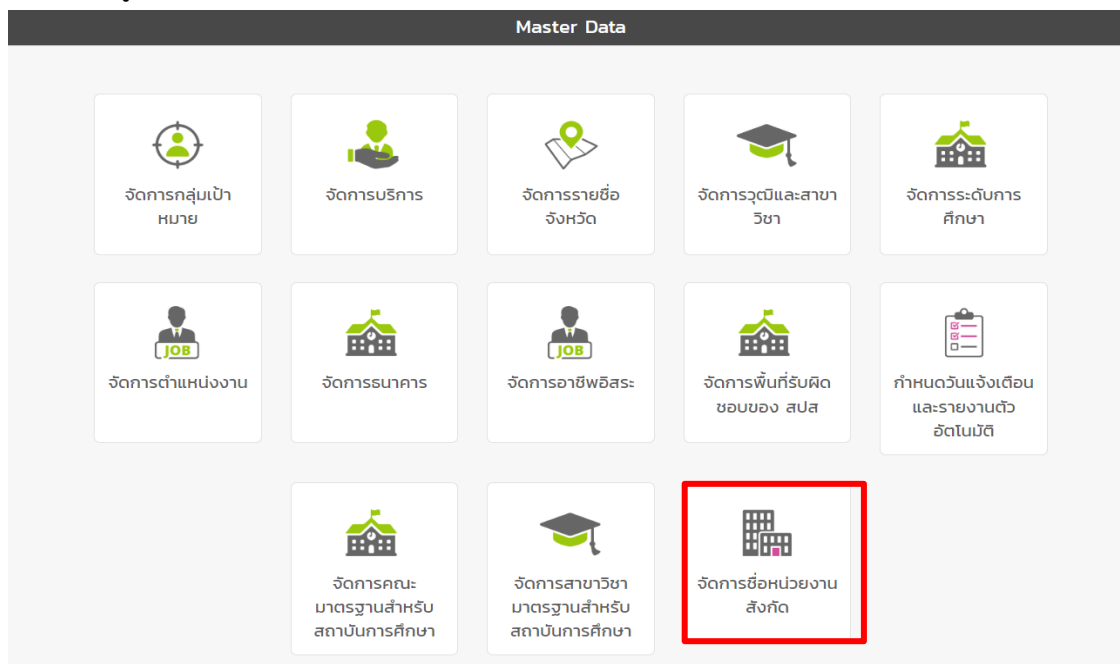 Master Data
จัดการกลุ่มเป้า
หมาย
จัดการบริการ
จัดการรายชื่อ
จังหวัด
จัดการวุฒิและสาขา
วิชา
จัดการระดับการ
ศึกษา
JOB
จัดการตำแหน่งงาน
จัดการธนาคาร
JOB
จัดการอาชีพอิสระ
จัดการพื้นที่รับผิด
ชอบของ สปส
กำหนดวันแจ้งเตือน
และรายงานตัว
อัตโนมัติ
จัดการคณะ
มาตรฐานสำหรับ
สถาบันการศึกษา
จัดการสาขาวิชา
มาตรฐานสำหรับ
สถาบันการศึกษา
จัดการชื่อหน่วยงาน
สังกัด